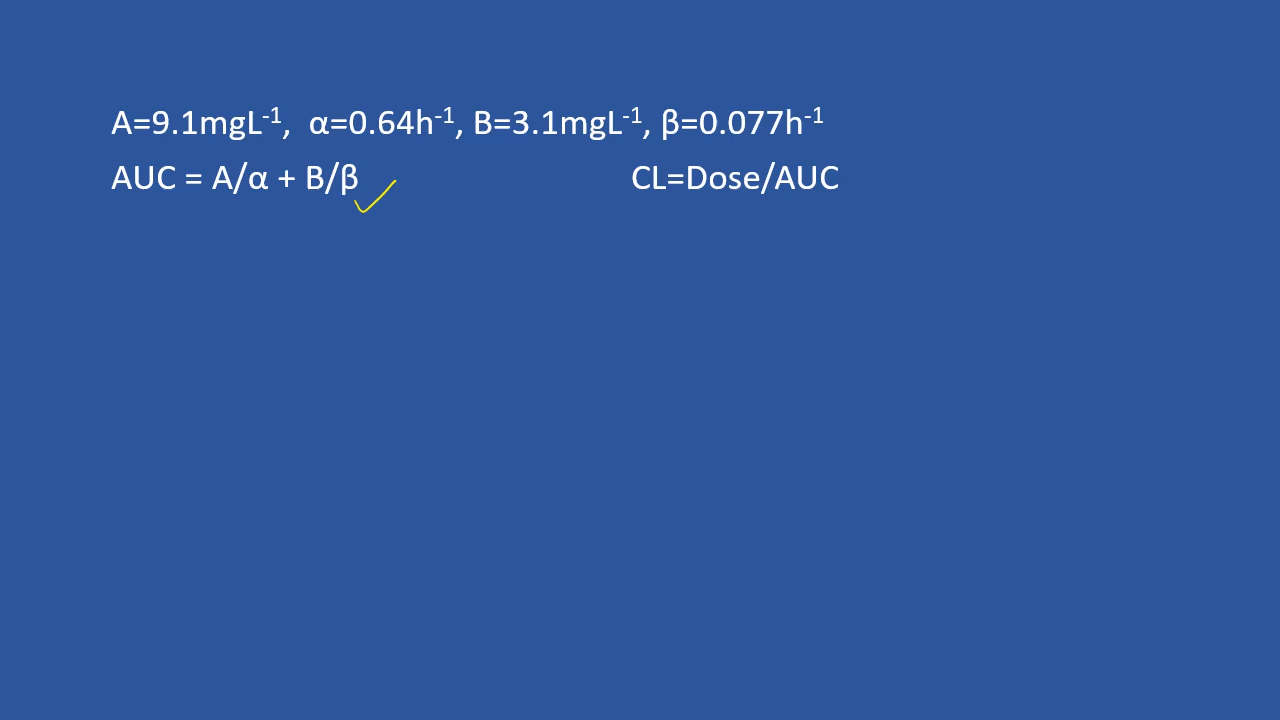 A=9.1mgL⁻¹, α=0.64h⁻¹, B=3.1mgL⁻¹, β=0.077h⁻¹
AUC = A/α + B/β CL=Dose/AUC